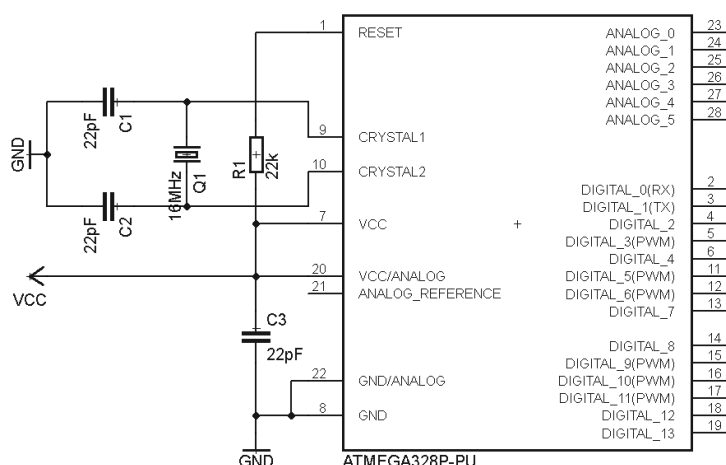 1 RESET
ANALOG_0 23
ANALOG_1 24
ANALOG_2 25
ANALOG_3 26
ANALOG_4 27
ANALOG_5 28
22pF C1
GND
9 CRYSTAL1
R1 22k
16MHz Q1
10 CRYSTAL2
22pF C2
DIGITAL_0(RX) 2
DIGITAL_1(TX) 3
7 VCC
DIGITAL_2 4
DIGITAL_3(PWM) 5
DIGITAL_4 6
VCC
20 VCC/ANALOG
DIGITAL_5(PWM) 11
21 ANALOG_REFERENCE
DIGITAL_6(PWM) 12
DIGITAL_7 13
C3
22pF
DIGITAL_8 14
DIGITAL_9(PWM) 15
22 GND/ANALOG
DIGITAL_10(PWM) 16
DIGITAL_11(PWM) 17
8 GND
DIGITAL_12 18
DIGITAL_13 19
GND
ATMEGA328P-PU